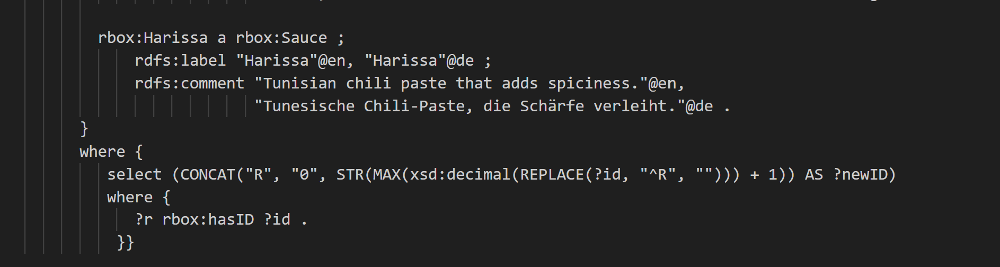 rbox:Harissa a rbox:Sauce ;
rdfs:label "Harissa"@en, "Harissa"@de ;
rdfs:comment "Tunisian chili paste that adds spiciness."@en,
"Tunesische Chili-Paste, die Schärfe verleiht."@de .
}
where {
select (CONCAT("R", "0", STR(MAX(xsd:decimal(REPLACE(?id, "^R", ""))) + 1)) AS ?newID)
where {
?r rbox:hasID ?id .
}}